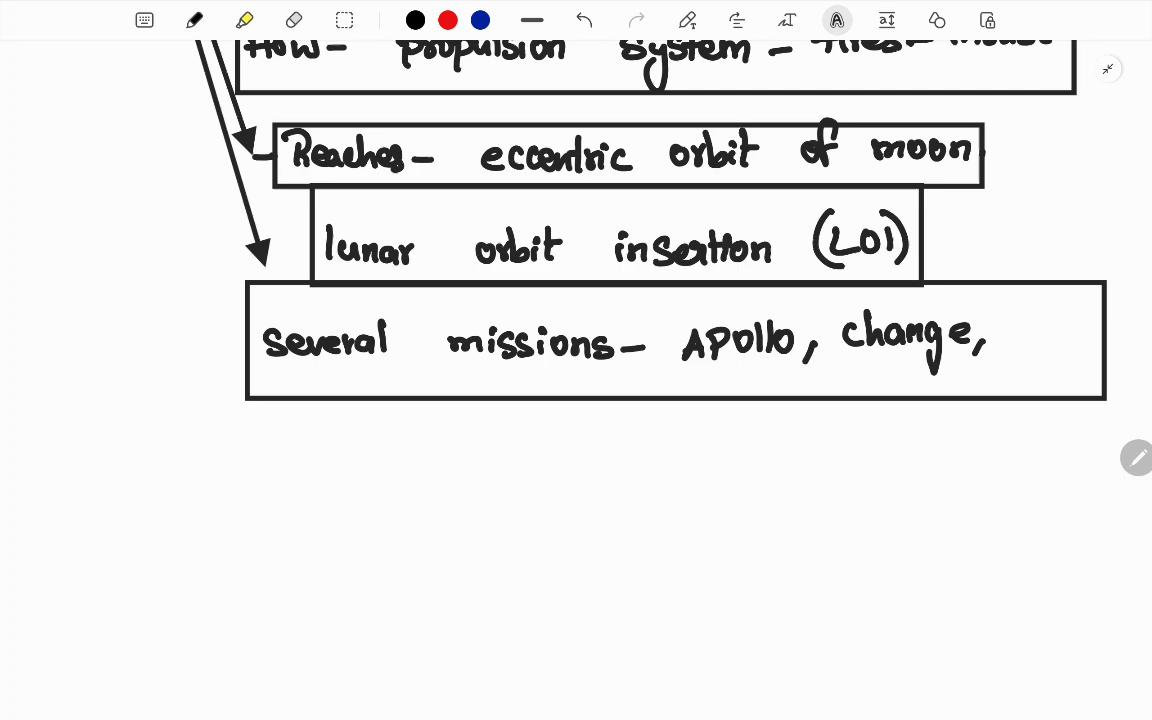 How - propulsion system -
Reaches - eccentric orbit of moon.
lunar orbit insertion (LOI)
Several missions - APollo, change,